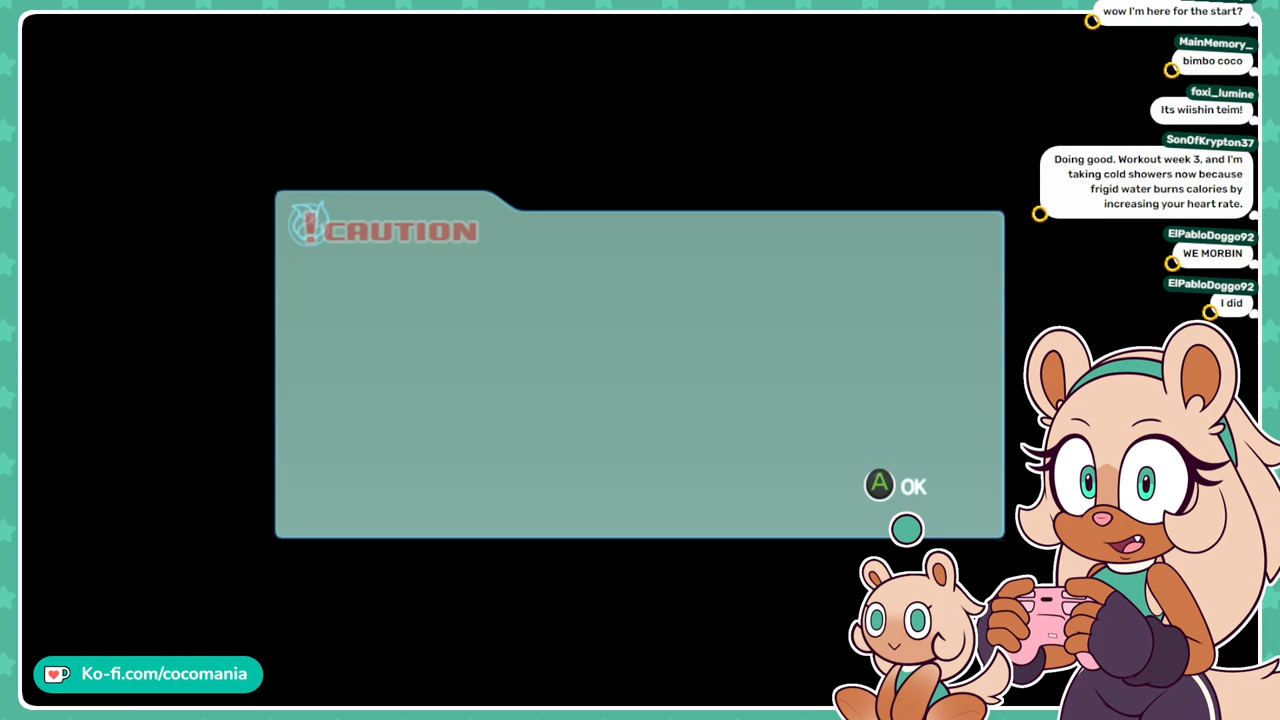 wow I'm here for the start?
MainMemory_
bimbo coco
foxi_lumine
Its wiishin teim!
SonOfKrypton37
Doing good. Workout week 3, and I'm
taking cold showers now because
frigid water burns calories by
increasing your heart rate.
ElPabloDoggo92
WE MORBIN
ElPabloDoggo92
I did
!CAUTION
A OK
Ko-fi.com/cocomania